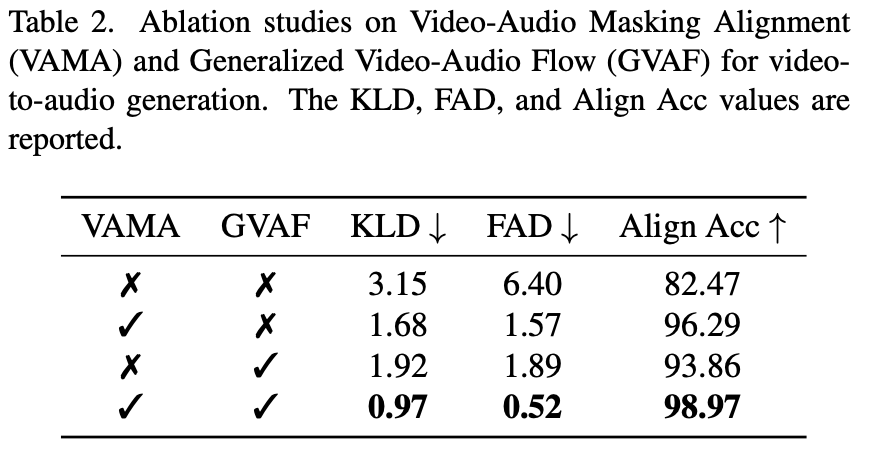 Table 2. Ablation studies on Video-Audio Masking Alignment
(VAMA) and Generalized Video-Audio Flow (GVAF) for video-
to-audio generation. The KLD, FAD, and Align Acc values are
reported.
VAMA GVAF KLD ↓ FAD ↓ Align Acc ↑
✗ ✗ 3.15 6.40 82.47
✓ ✗ 1.68 1.57 96.29
✗ ✓ 1.92 1.89 93.86
✓ ✓ 0.97 0.52 98.97